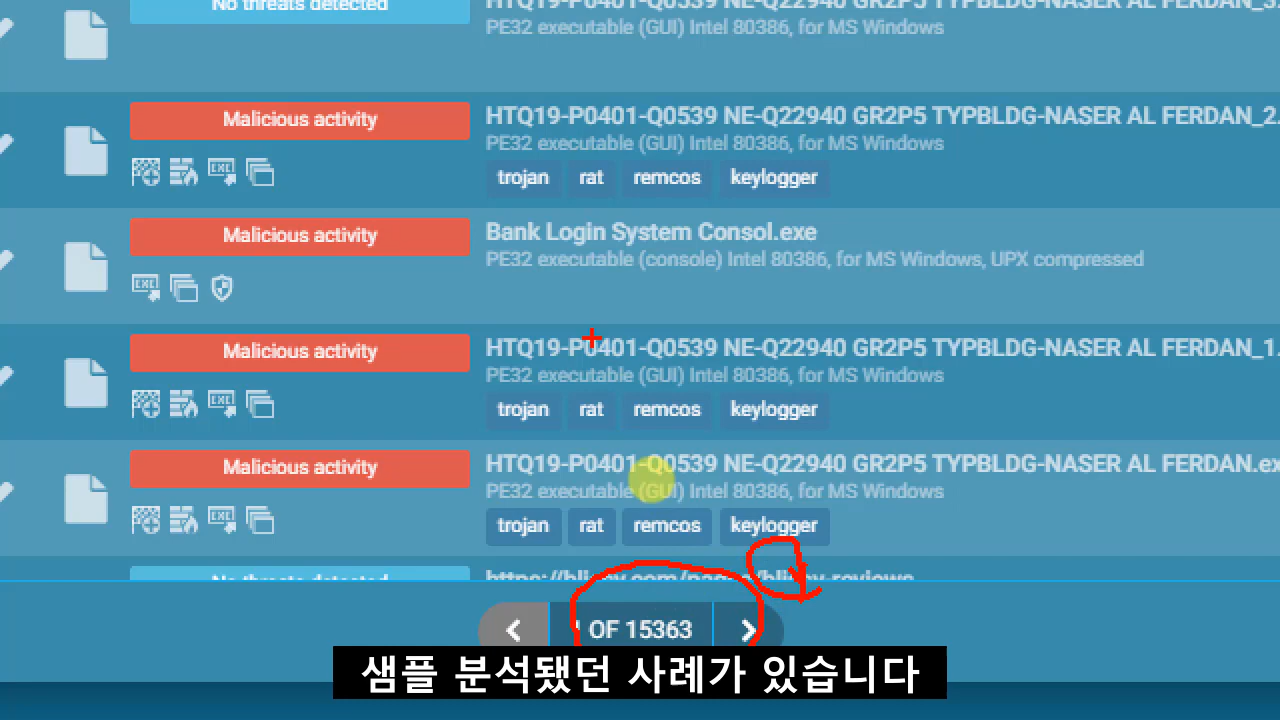 No threats detected
HTQ19-P0401-Q0539 NE-Q22940 GR2P5 TYPBLDG-NASER AL FERDAN_3.
PE32 executable (GUI) Intel 80386, for MS Windows
Malicious activity
HTQ19-P0401-Q0539 NE-Q22940 GR2P5 TYPBLDG-NASER AL FERDAN_2.
PE32 executable (GUI) Intel 80386, for MS Windows
trojan rat remcos keylogger
Malicious activity
Bank Login System Consol.exe
PE32 executable (console) Intel 80386, for MS Windows, UPX compressed
Malicious activity
HTQ19-P0401-Q0539 NE-Q22940 GR2P5 TYPBLDG-NASER AL FERDAN_1.
PE32 executable (GUI) Intel 80386, for MS Windows
trojan rat remcos keylogger
Malicious activity
HTQ19-P0401-Q0539 NE-Q22940 GR2P5 TYPBLDG-NASER AL FERDAN.ex
PE32 executable (GUI) Intel 80386, for MS Windows
trojan rat remcos keylogger
No threats detected
OF 15363
샘플 분석됐던 사례가 있습니다